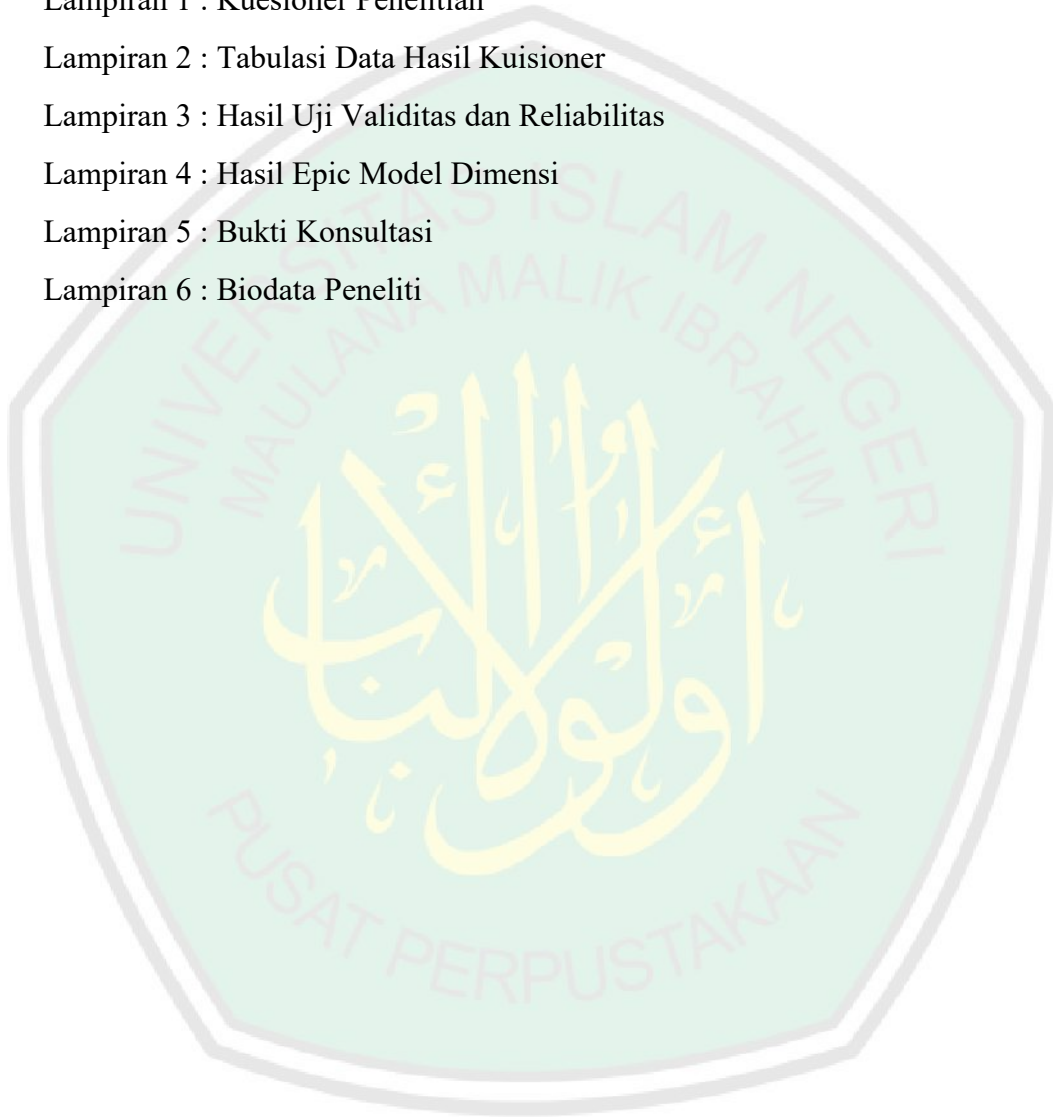 Lampiran 1 : Kuesioner Penelitian
Lampiran 2 : Tabulasi Data Hasil Kuisioner
Lampiran 3 : Hasil Uji Validitas dan Reliabilitas
Lampiran 4 : Hasil Epic Model Dimensi
Lampiran 5 : Bukti Konsultasi
Lampiran 6 : Biodata Peneliti
UNIVERSITAS ISLAM NEGERI
MAULANA MALIK IBRAHIM
PUSAT PERPUSTAKAAN